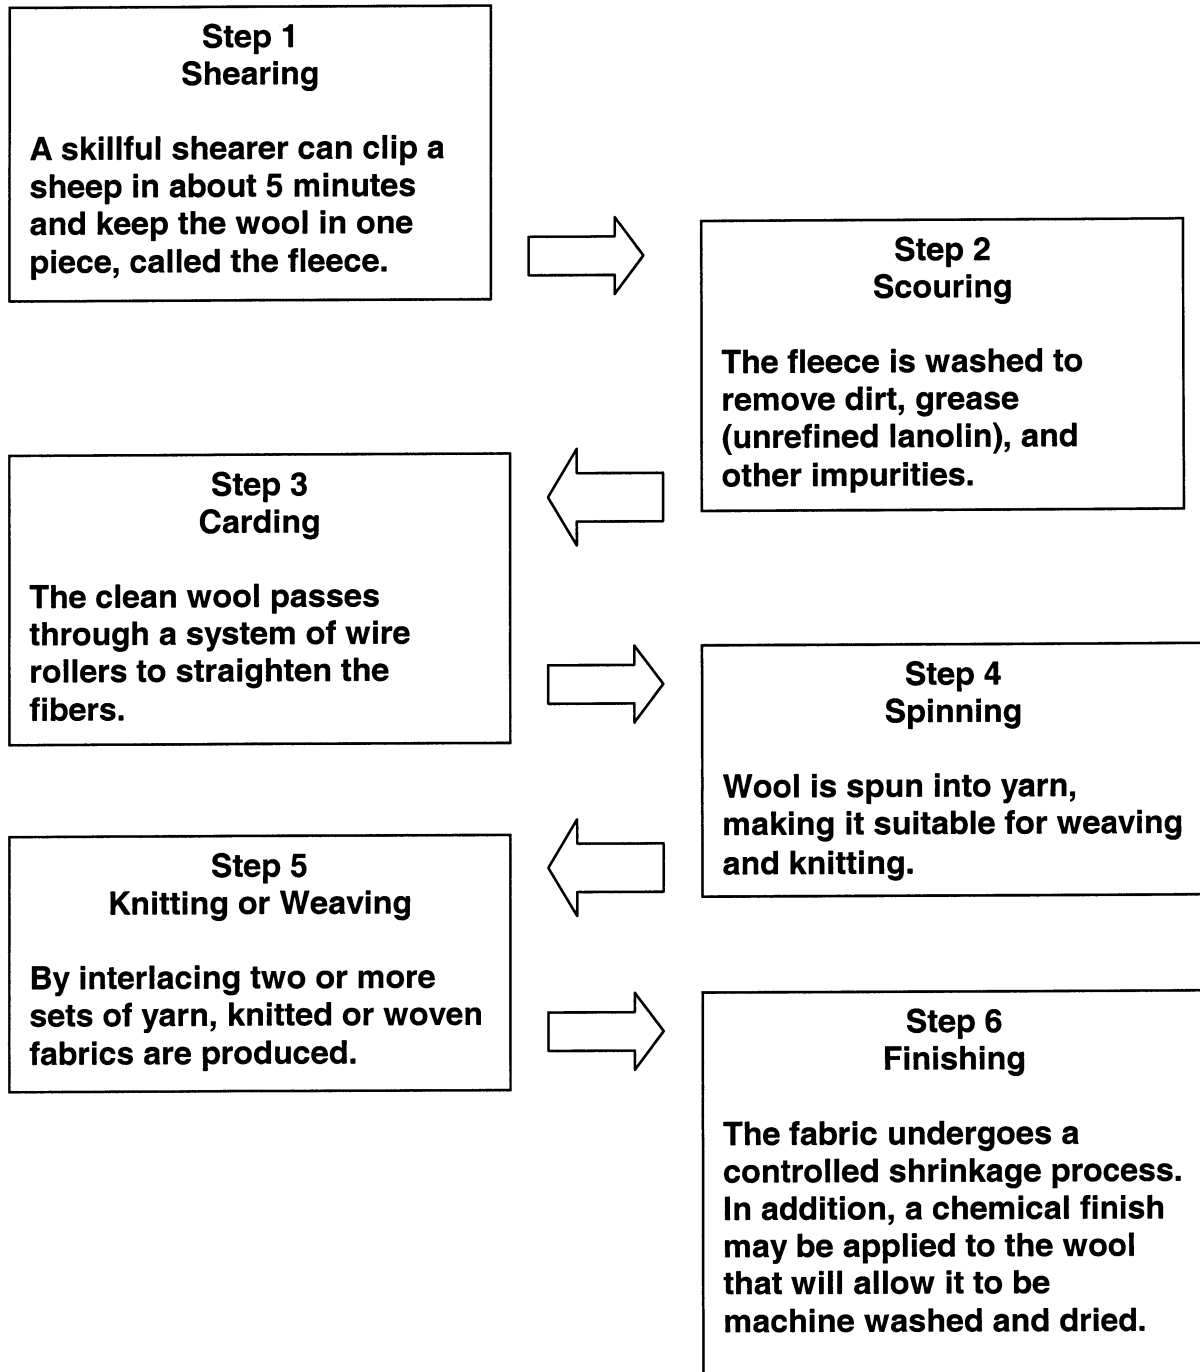 Step 1
Shearing
A skillful shearer can clip a
sheep in about 5 minutes
and keep the wool in one
piece, called the fleece.
Step 2
Scouring
The fleece is washed to
remove dirt, grease
(unrefined lanolin), and
other impurities.
Step 3
Carding
The clean wool passes
through a system of wire
rollers to straighten the
fibers.
Step 4
Spinning
Wool is spun into yarn,
making it suitable for weaving
and knitting.
Step 5
Knitting or Weaving
By interlacing two or more
sets of yarn, knitted or woven
fabrics are produced.
Step 6
Finishing
The fabric undergoes a
controlled shrinkage process.
In addition, a chemical finish
may be applied to the wool
that will allow it to be
machine washed and dried.